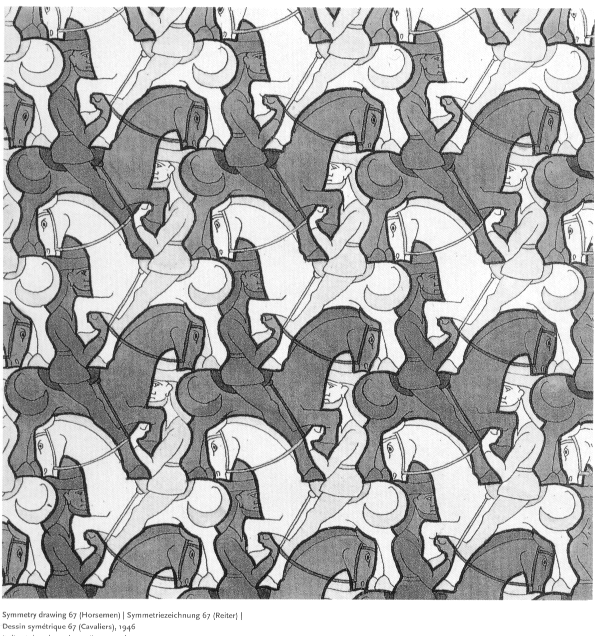 Symmetry drawing 67 (Horsemen) | Symmetriezeichnung 67 (Reiter) |
Dessin symétrique 67 (Cavaliers), 1946